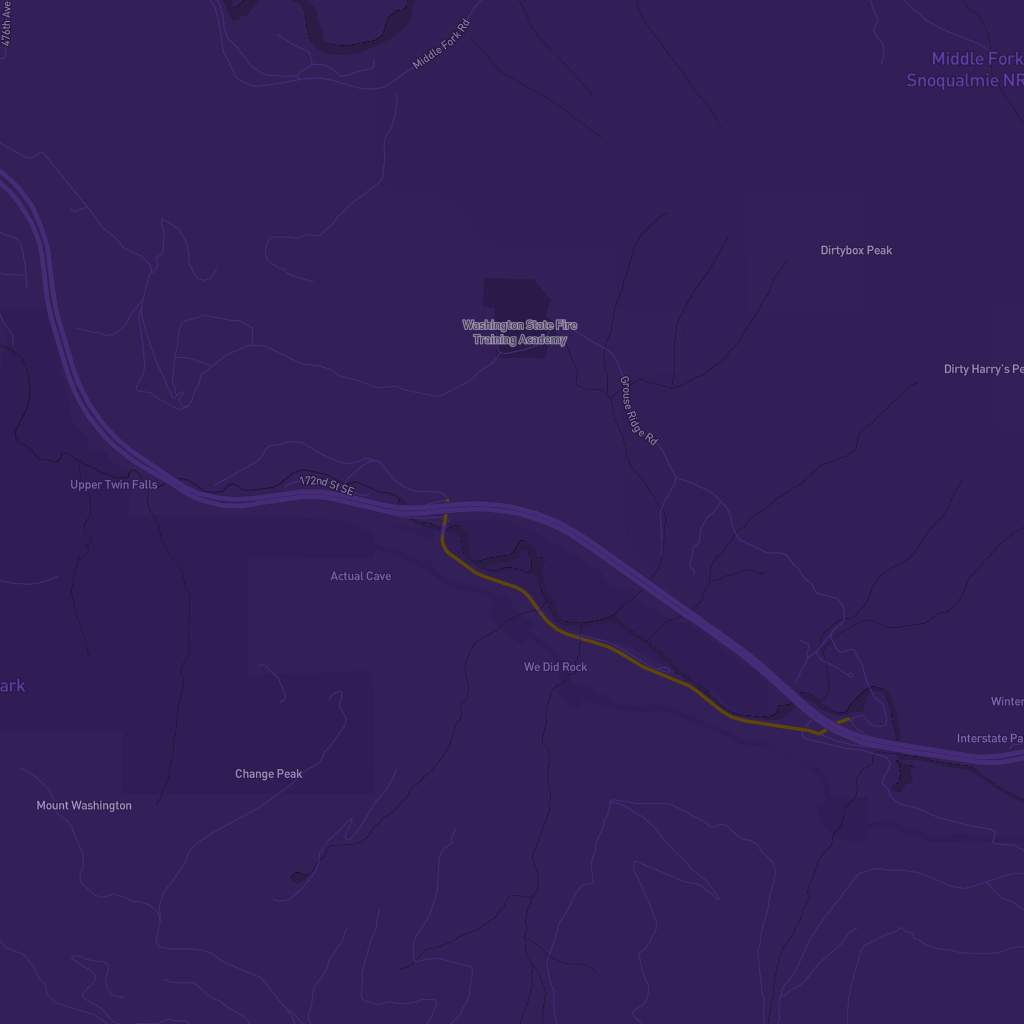 476th Ave
Middle Fork Rd
Middle Fork
Snoqualmie NR
Dirtybox Peak
Washington State Fire
Training Academy
Dirty Harry's Pe
Grouse Ridge Rd
Upper Twin Falls
172nd St SE
Actual Cave
We Did Rock
ark
Winter
Interstate Pa
Change Peak
Mount Washington